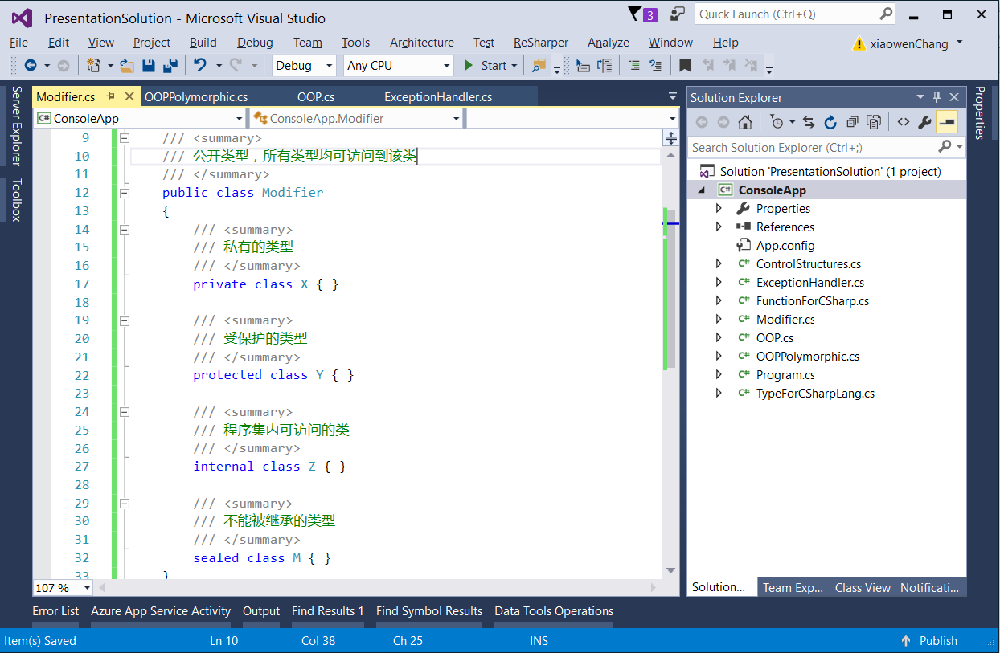 PresentationSolution - Microsoft Visual Studio
3
Quick Launch (Ctrl+Q)
File Edit View Project Build Debug Team Tools Architecture Test ReSharper Analyze Window Help
xiaowenChang
Debug Any CPU Start
Server Explorer
Toolbox
Modifier.cs OOPPolymorphic.cs OOP.cs ExceptionHandler.cs
C# ConsoleApp ConsoleApp.Modifier
9 /// <summary>
10 /// 公开类型，所有类型均可访问到该类
11 /// </summary>
12 public class Modifier
13 {
14 /// <summary>
15 /// 私有的类型
16 /// </summary>
17 private class X { }
18
19 /// <summary>
20 /// 受保护的类型
21 /// </summary>
22 protected class Y { }
23
24 /// <summary>
25 /// 程序集内可访问的类
26 /// </summary>
27 internal class Z { }
28
29 /// <summary>
30 /// 不能被继承的类型
31 /// </summary>
32 sealed class M { }
33 }
107 %
Solution Explorer
Search Solution Explorer (Ctrl+;)
Solution 'PresentationSolution' (1 project)
C# ConsoleApp
Properties
References
App.config
C# ControlStructures.cs
C# ExceptionHandler.cs
C# FunctionForCSharp.cs
C# Modifier.cs
C# OOP.cs
C# OOPPolymorphic.cs
C# Program.cs
C# TypeForCSharpLang.cs
Solution... Team Exp... Class View Notificati...
Properties
Error List Azure App Service Activity Output Find Results 1 Find Symbol Results Data Tools Operations
Item(s) Saved Ln 10 Col 38 Ch 25 INS Publish